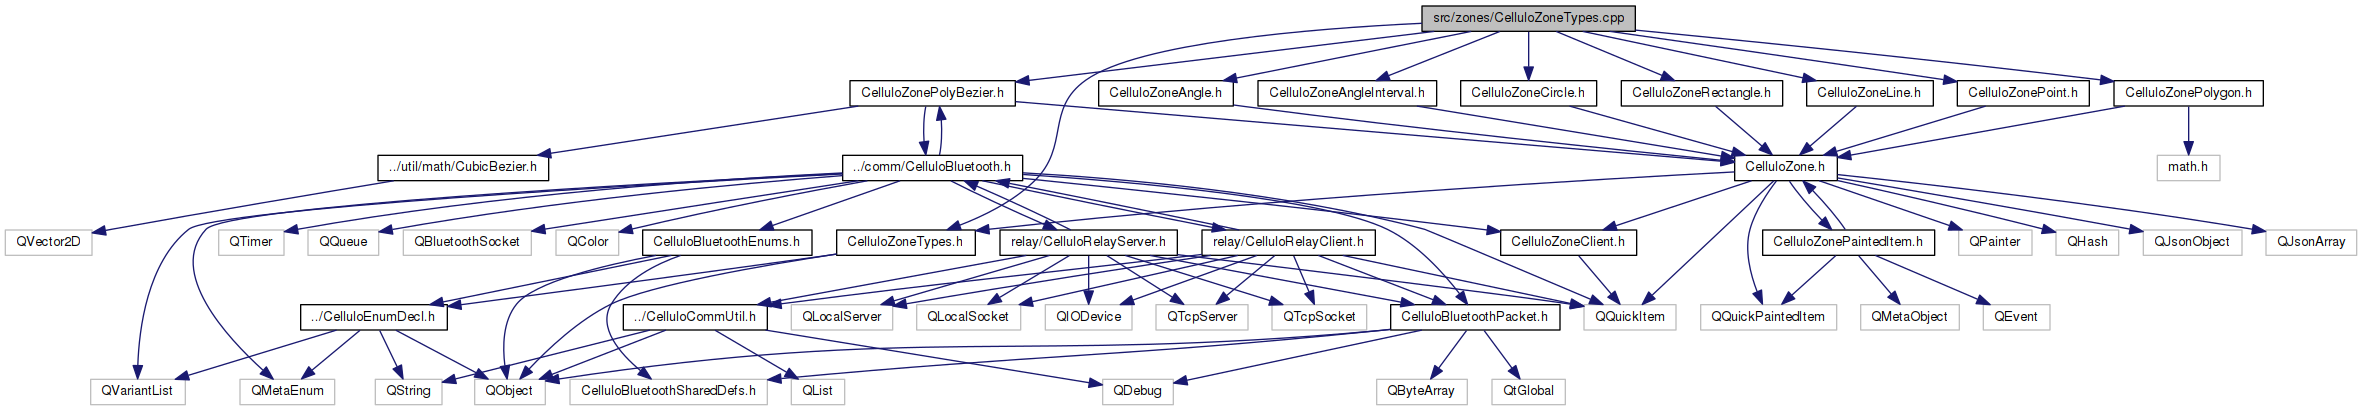 src/zones/CelluloZoneTypes.cpp
CelluloZonePolyBezier.h
CelluloZoneAngle.h
CelluloZoneAngleInterval.h
CelluloZoneCircle.h
CelluloZoneRectangle.h
CelluloZoneLine.h
CelluloZonePoint.h
CelluloZonePolygon.h
../util/math/CubicBezier.h
../comm/CelluloBluetooth.h
CelluloZone.h
math.h
QVector2D
QTimer
QQueue
QBluetoothSocket
QColor
CelluloBluetoothEnums.h
CelluloZoneTypes.h
relay/CelluloRelayServer.h
relay/CelluloRelayClient.h
CelluloZoneClient.h
CelluloZonePaintedItem.h
QPainter
QHash
QJsonObject
QJsonArray
../CelluloEnumDecl.h
../CelluloCommUtil.h
QLocalServer
QLocalSocket
QIODevice
QTcpServer
QTcpSocket
CelluloBluetoothPacket.h
QQuickItem
QQuickPaintedItem
QMetaObject
QEvent
QVariantList
QMetaEnum
QString
QObject
CelluloBluetoothSharedDefs.h
QList
QDebug
QByteArray
QtGlobal